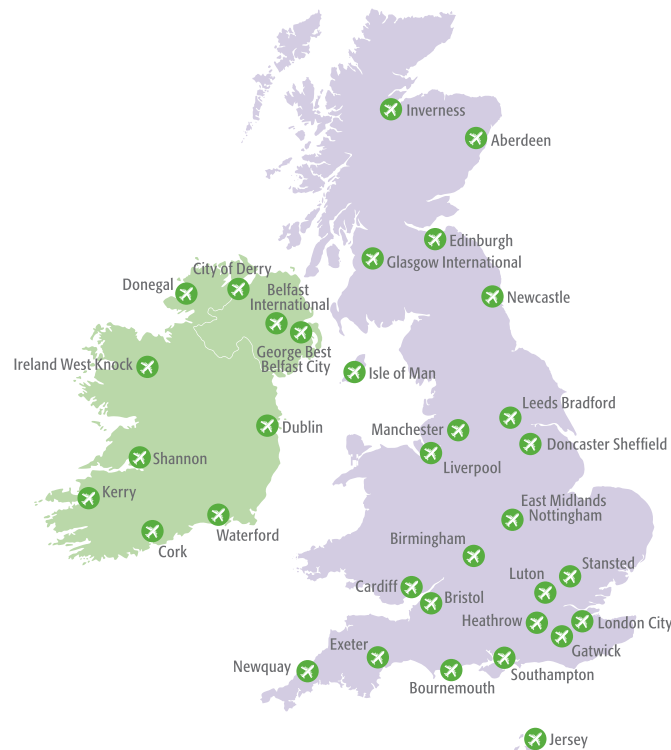 Inverness
Aberdeen
Edinburgh
Glasgow International
City of Derry
Donegal
Belfast
International
Newcastle
George Best
Belfast City
Ireland West Knock
Isle of Man
Leeds Bradford
Dublin
Manchester
Doncaster Sheffield
Shannon
Liverpool
Kerry
East Midlands
Nottingham
Waterford
Cork
Birmingham
Stansted
Luton
Cardiff
Bristol
Heathrow
London City
Exeter
Gatwick
Newquay
Southampton
Bournemouth
Jersey